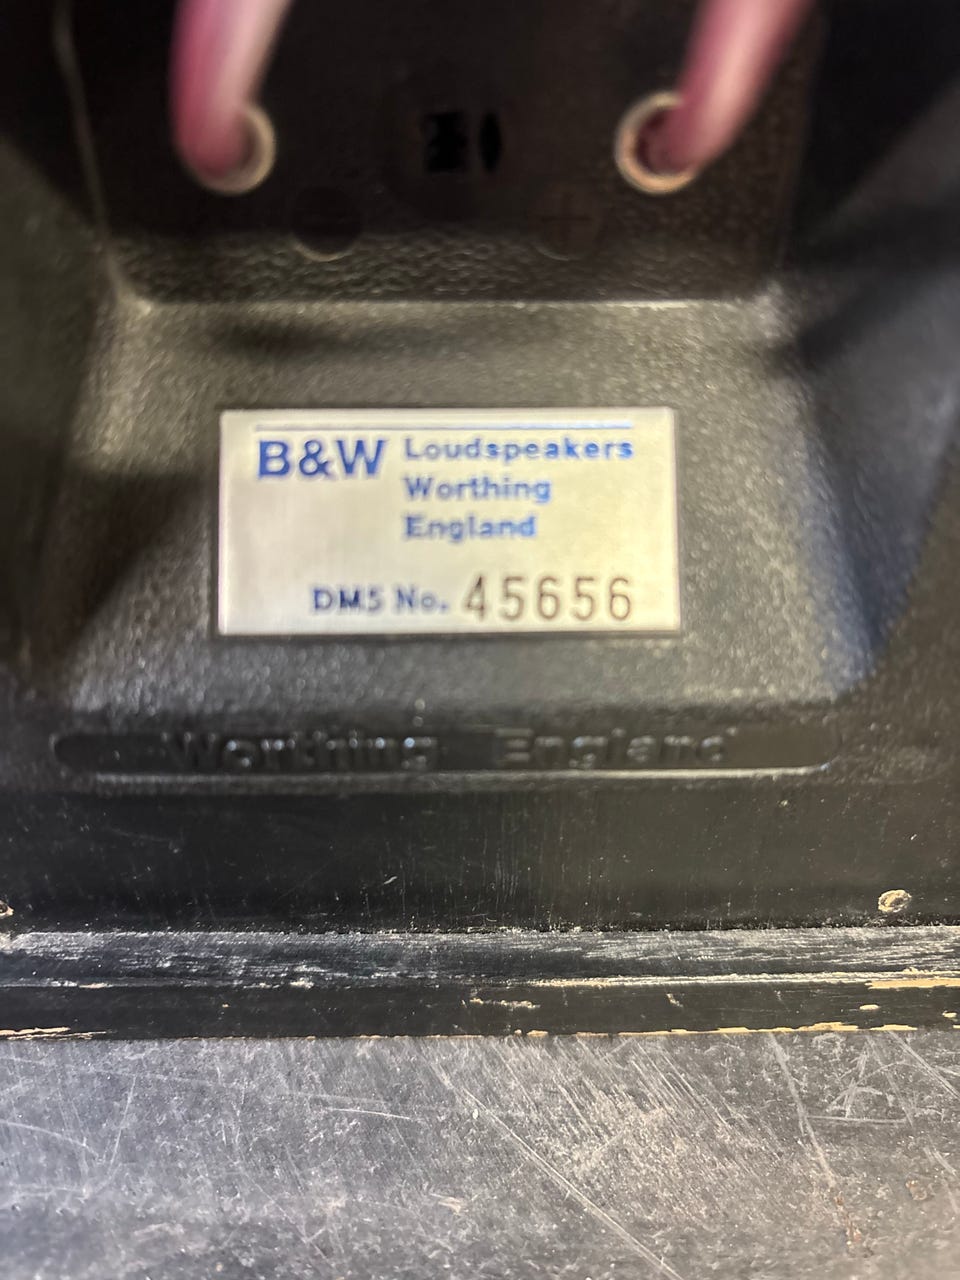 B&W Loudspeakers
Worthing
England
DM5 No. 45656
Worthing England